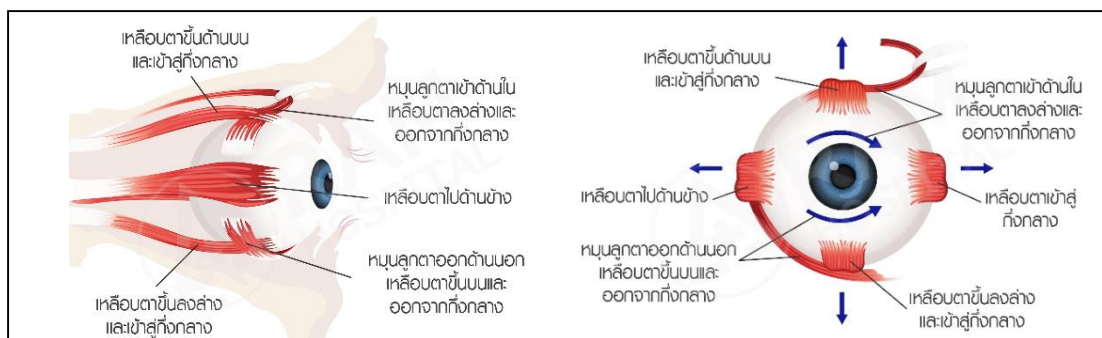 เหลือบตาขึ้นด้านบน
และเข้าสู่กึ่งกลาง
หมุนลูกตาเข้าด้านใน
เหลือบตาลงล่างและ
ออกจากกึ่งกลาง
เหลือบตาไปด้านข้าง
หมุนลูกตาออกด้านนอก
เหลือบตาขึ้นบนและ
ออกจากกึ่งกลาง
เหลือบตาขึ้นลงล่าง
และเข้าสู่กึ่งกลาง
เหลือบตาขึ้นด้านบน
และเข้าสู่กึ่งกลาง
หมุนลูกตาเข้าด้านใน
เหลือบตาลงล่างและ
ออกจากกึ่งกลาง
เหลือบตาไปด้านข้าง
เหลือบตาเข้าสู่
กึ่งกลาง
หมุนลูกตาออกด้านนอก
เหลือบตาขึ้นบนและ
ออกจากกึ่งกลาง
เหลือบตาขึ้นลงล่าง
และเข้าสู่กึ่งกลาง